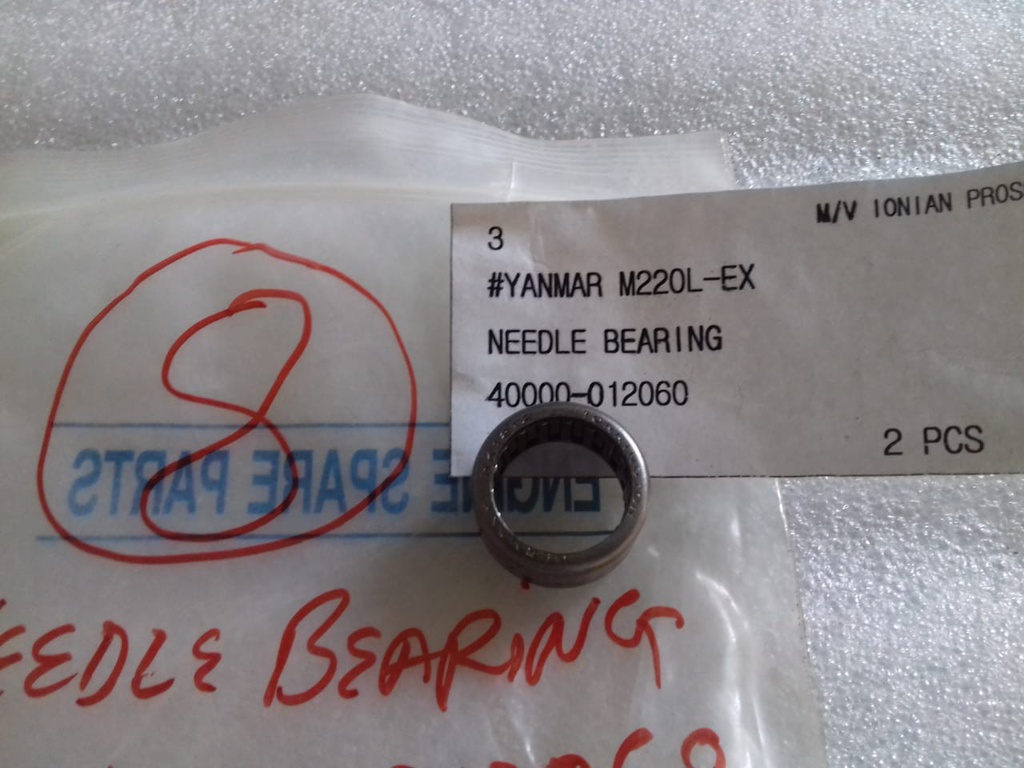 M/V IONIAN PROS
3
#YANMAR M220L-EX
NEEDLE BEARING
40000-012060
2 PCS
8
ENGINE SPARE PARTS
EEDLE BEARING